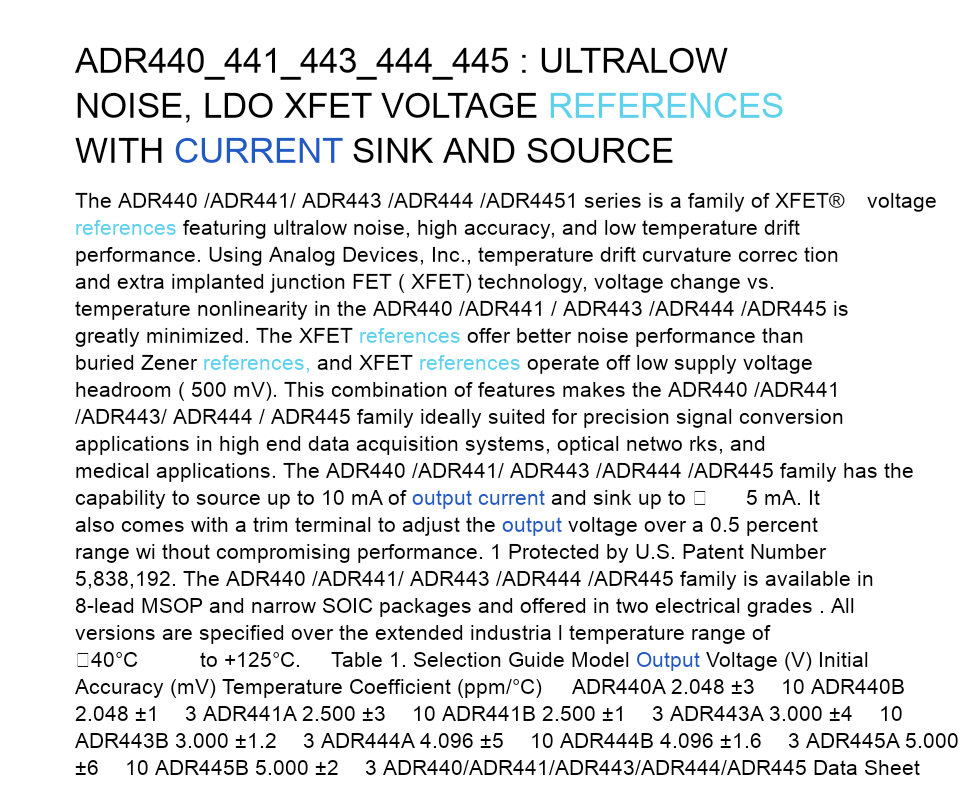 ADR440_441_443_444_445 : ULTRALOW
NOISE, LDO XFET VOLTAGE REFERENCES
WITH CURRENT SINK AND SOURCE
The ADR440 /ADR441/ ADR443 /ADR444 /ADR4451 series is a family of XFET® voltage
references featuring ultralow noise, high accuracy, and low temperature drift
performance. Using Analog Devices, Inc., temperature drift curvature correc tion
and extra implanted junction FET ( XFET) technology, voltage change vs.
temperature nonlinearity in the ADR440 /ADR441 / ADR443 /ADR444 /ADR445 is
greatly minimized. The XFET references offer better noise performance than
buried Zener references, and XFET references operate off low supply voltage
headroom ( 500 mV). This combination of features makes the ADR440 /ADR441
/ADR443/ ADR444 / ADR445 family ideally suited for precision signal conversion
applications in high end data acquisition systems, optical netwo rks, and
medical applications. The ADR440 /ADR441/ ADR443 /ADR444 /ADR445 family has the
capability to source up to 10 mA of output current and sink up to □ 5 mA. It
also comes with a trim terminal to adjust the output voltage over a 0.5 percent
range wi thout compromising performance. 1 Protected by U.S. Patent Number
5,838,192. The ADR440 /ADR441/ ADR443 /ADR444 /ADR445 family is available in
8-lead MSOP and narrow SOIC packages and offered in two electrical grades . All
versions are specified over the extended industria l temperature range of
□40°C to +125°C. Table 1. Selection Guide Model Output Voltage (V) Initial
Accuracy (mV) Temperature Coefficient (ppm/°C) ADR440A 2.048 ±3 10 ADR440B
2.048 ±1 3 ADR441A 2.500 ±3 10 ADR441B 2.500 ±1 3 ADR443A 3.000 ±4 10
ADR443B 3.000 ±1.2 3 ADR444A 4.096 ±5 10 ADR444B 4.096 ±1.6 3 ADR445A 5.000
±6 10 ADR445B 5.000 ±2 3 ADR440/ADR441/ADR443/ADR444/ADR445 Data Sheet